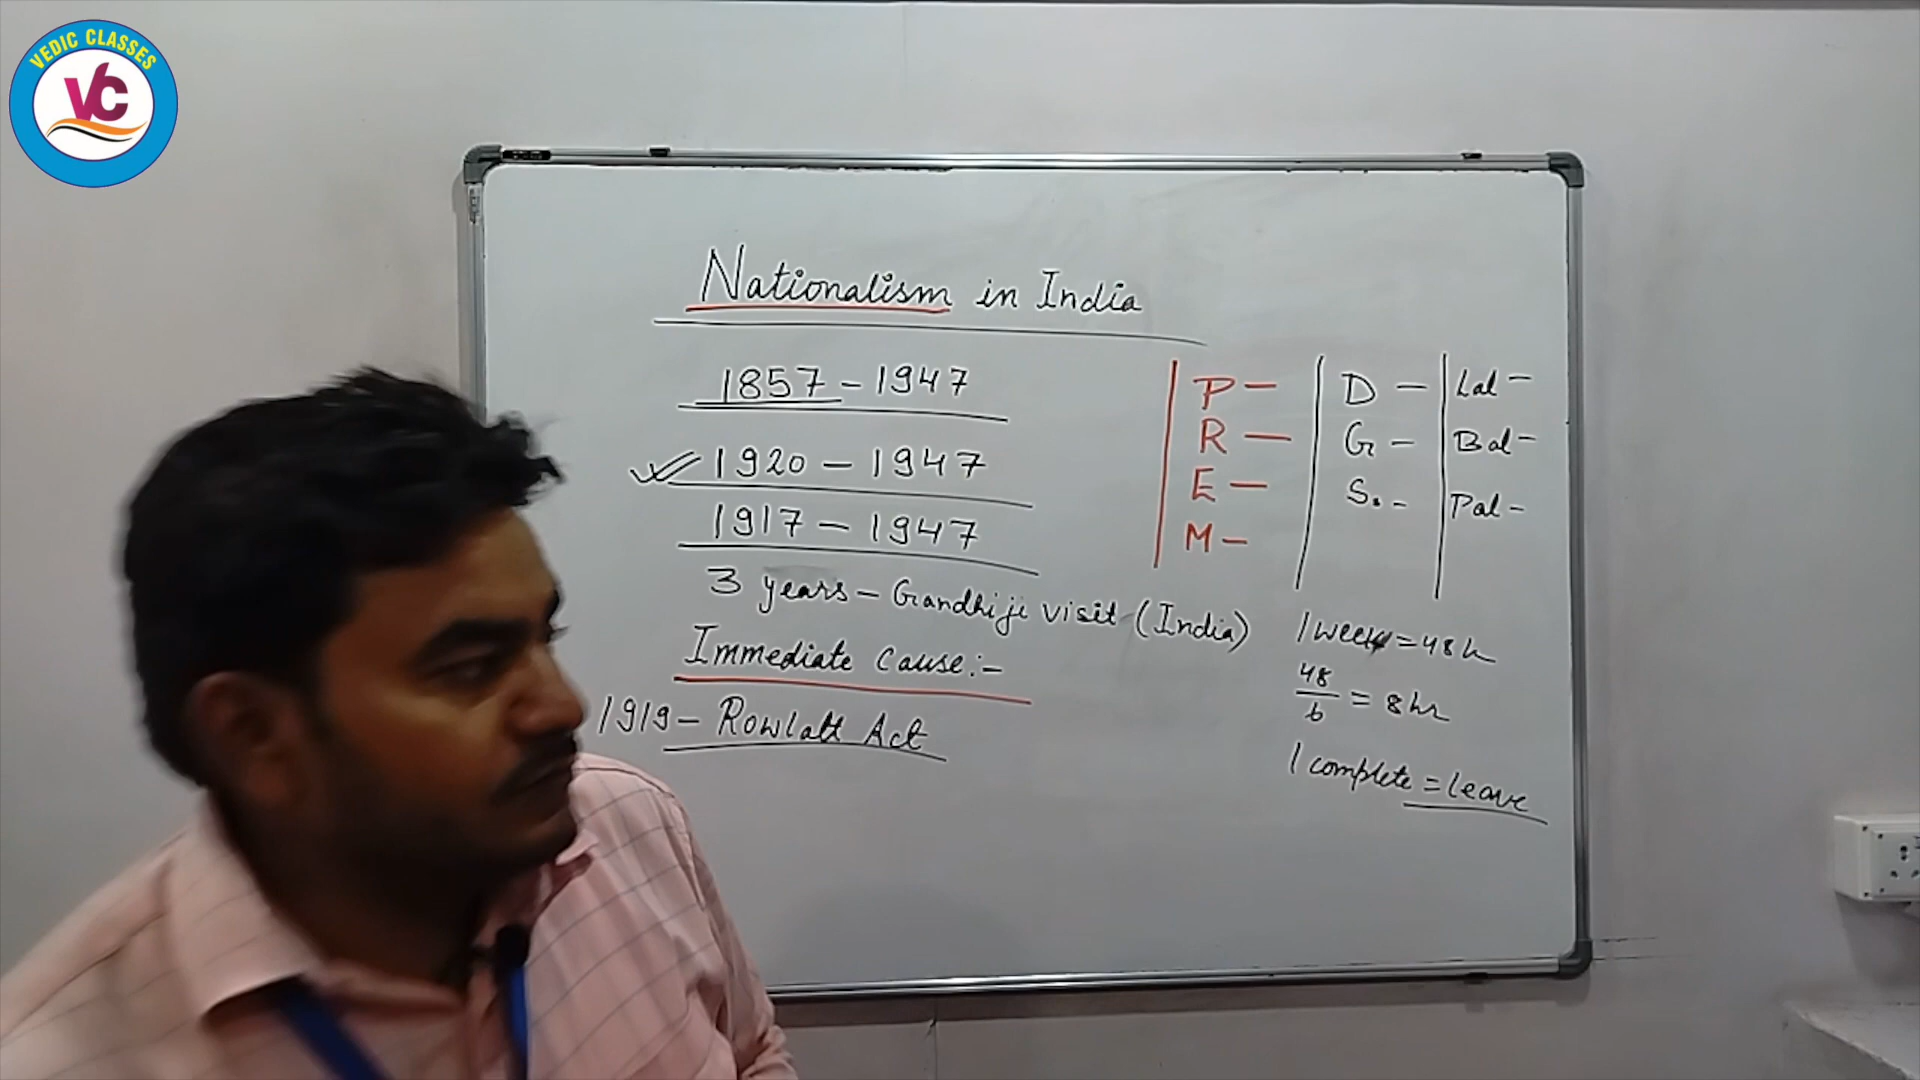 VEDIC CLASSES
VC
Nationalism in India
1857 - 1947
1920 - 1947
1917 - 1947
3 years - Gandhiji visit (India)
Immediate cause:-
1919 - Rowlatt Act
P -
R -
E -
M -
D -
G -
S. -
Lal -
Bal -
Pal -
1 week = 48 h
48/6 = 8 hr
1 complete = leave